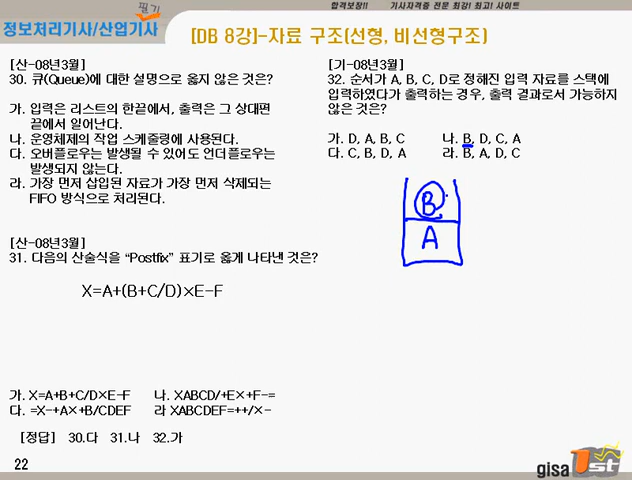 필기
정보처리기사/산업기사
합격보장!! 기사자격증 전문 최강! 최고! 사이트
[DB 8강]-자료 구조(선형, 비선형구조)
[산-08년3월]
30. 큐(Queue)에 대한 설명으로 옳지 않은 것은?
가. 입력은 리스트의 한끝에서, 출력은 그 상대편
끝에서 일어난다.
나. 운영체제의 작업 스케줄링에 사용된다.
다. 오버플로우는 발생될 수 있어도 언더플로우는
발생되지 않는다.
라. 가장 먼저 삽입된 자료가 가장 먼저 삭제되는
FIFO 방식으로 처리된다.
[산-08년3월]
31. 다음의 산술식을 “Postfix” 표기로 옳게 나타낸 것은?
X=A+(B+C/D)×E-F
가. X=A+B+C/D×E-F 나. XABCD/+E×+F-=
다. =X-+A×+B/CDEF 라 XABCDEF=++/×-
[정답] 30.다 31.나 32.가
22
[기-08년3월]
32. 순서가 A, B, C, D로 정해진 입력 자료를 스택에
입력하였다가 출력하는 경우, 출력 결과로서 가능하지
않은 것은?
가. D, A, B, C 나. B, D, C, A
다. C, B, D, A 라. B, A, D, C
B
A
gisa 1st